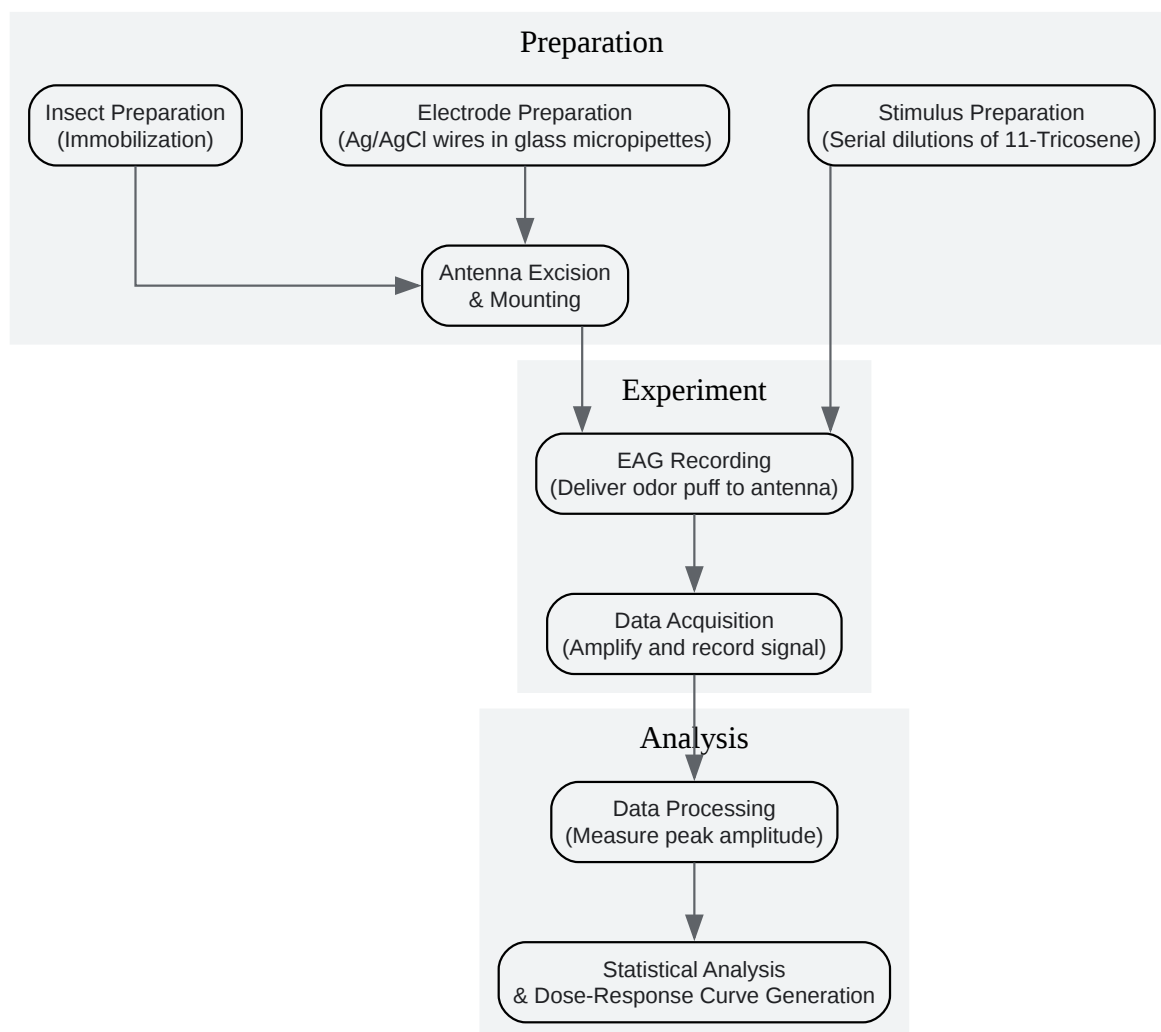 Preparation
Insect Preparation
(Immobilization)
Electrode Preparation
(Ag/AgCl wires in glass micropipettes)
Stimulus Preparation
(Serial dilutions of 11-Tricosene)
Antenna Excision
& Mounting
Experiment
EAG Recording
(Deliver odor puff to antenna)
Data Acquisition
(Amplify and record signal)
Analysis
Data Processing
(Measure peak amplitude)
Statistical Analysis
& Dose-Response Curve Generation